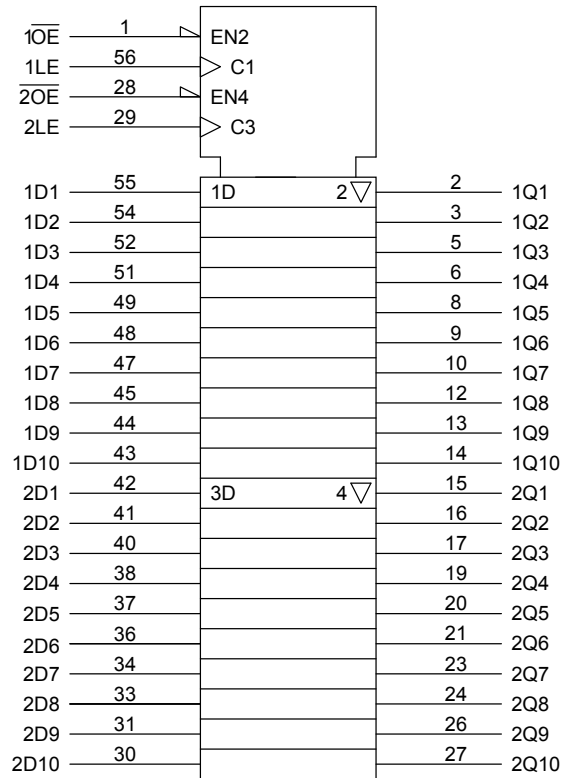 1O̅E̅ 1 EN2
1LE 56 C1
2O̅E̅ 28 EN4
2LE 29 C3
1D1 55 1D 2 ▽ 2 1Q1
1D2 54 3 1Q2
1D3 52 5 1Q3
1D4 51 6 1Q4
1D5 49 8 1Q5
1D6 48 9 1Q6
1D7 47 10 1Q7
1D8 45 12 1Q8
1D9 44 13 1Q9
1D10 43 14 1Q10
2D1 42 3D 4 ▽ 15 2Q1
2D2 41 16 2Q2
2D3 40 17 2Q3
2D4 38 19 2Q4
2D5 37 20 2Q5
2D6 36 21 2Q6
2D7 34 23 2Q7
2D8 33 24 2Q8
2D9 31 26 2Q9
2D10 30 27 2Q10